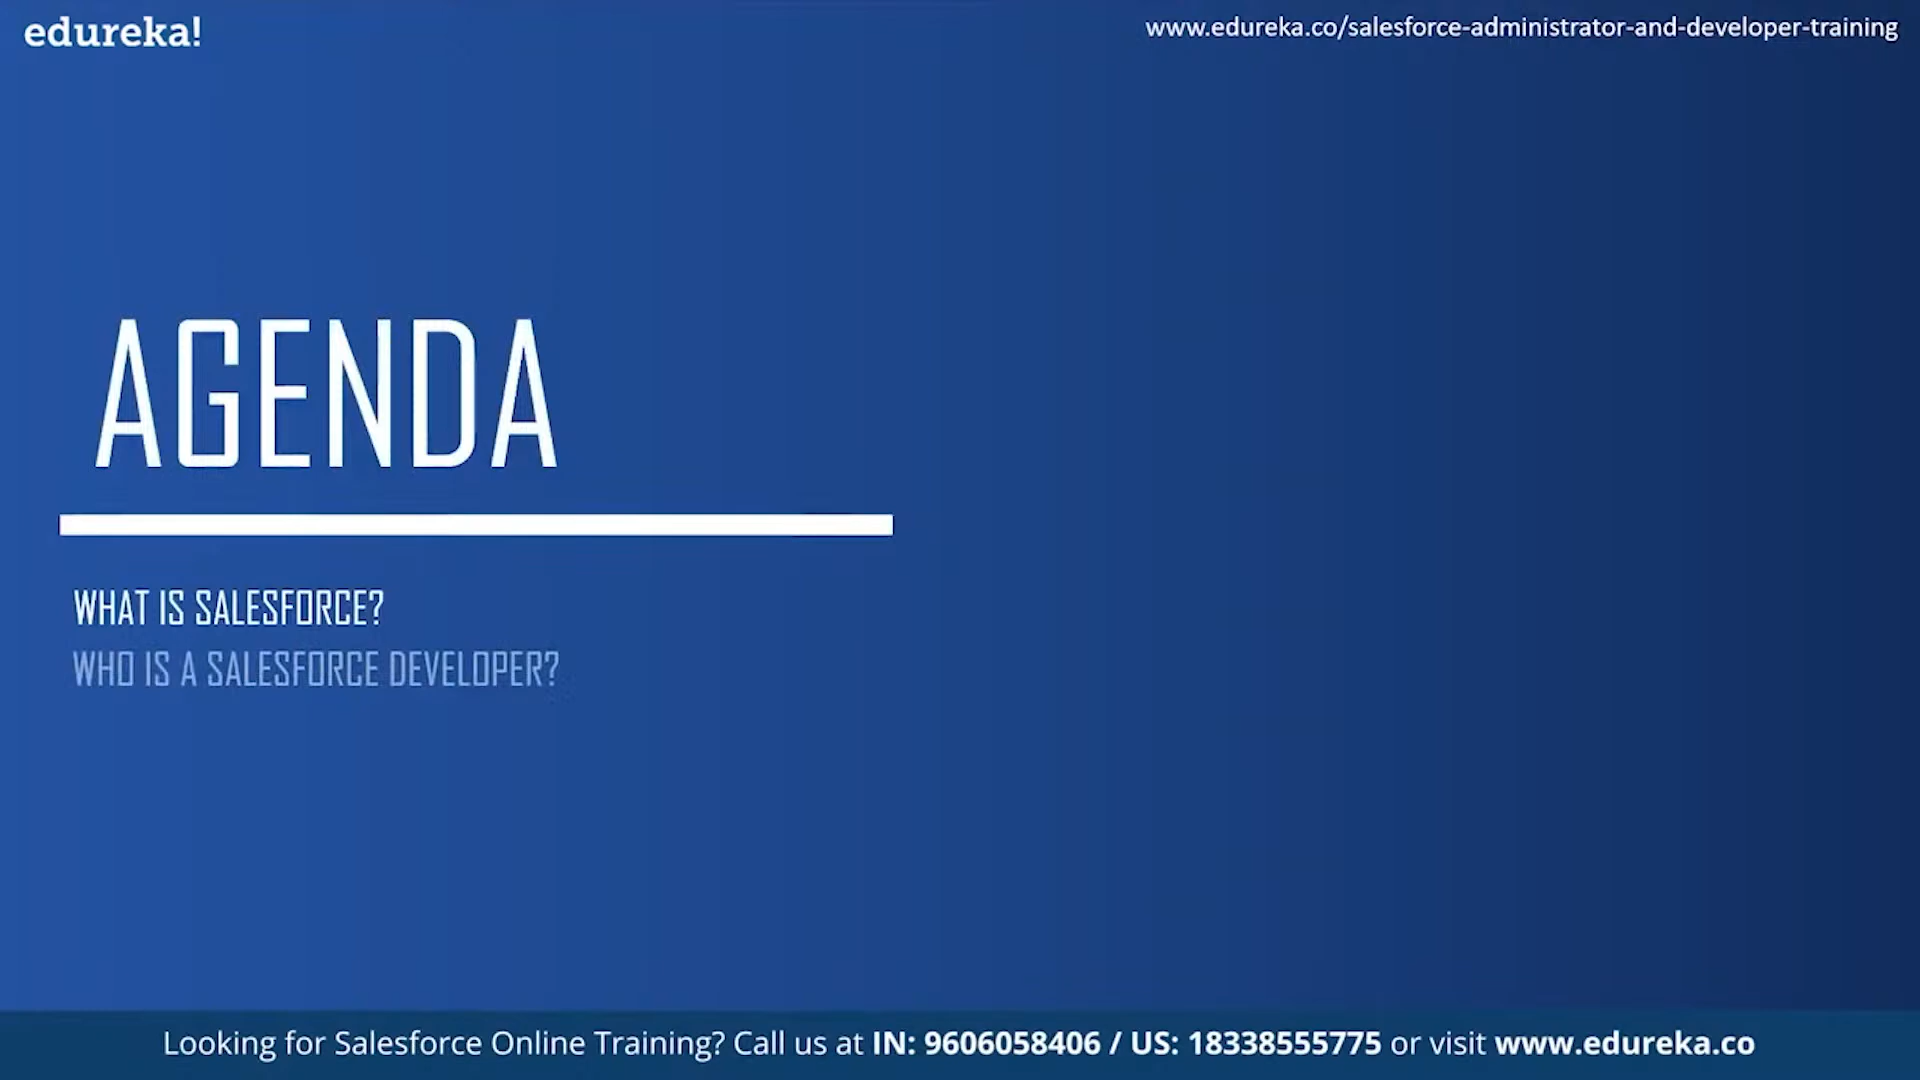 edureka!
www.edureka.co/salesforce-administrator-and-developer-training
AGENDA
WHAT IS SALESFORCE?
WHO IS A SALESFORCE DEVELOPER?
Looking for Salesforce Online Training? Call us at IN: 9606058406 / US: 18338555775 or visit www.edureka.co